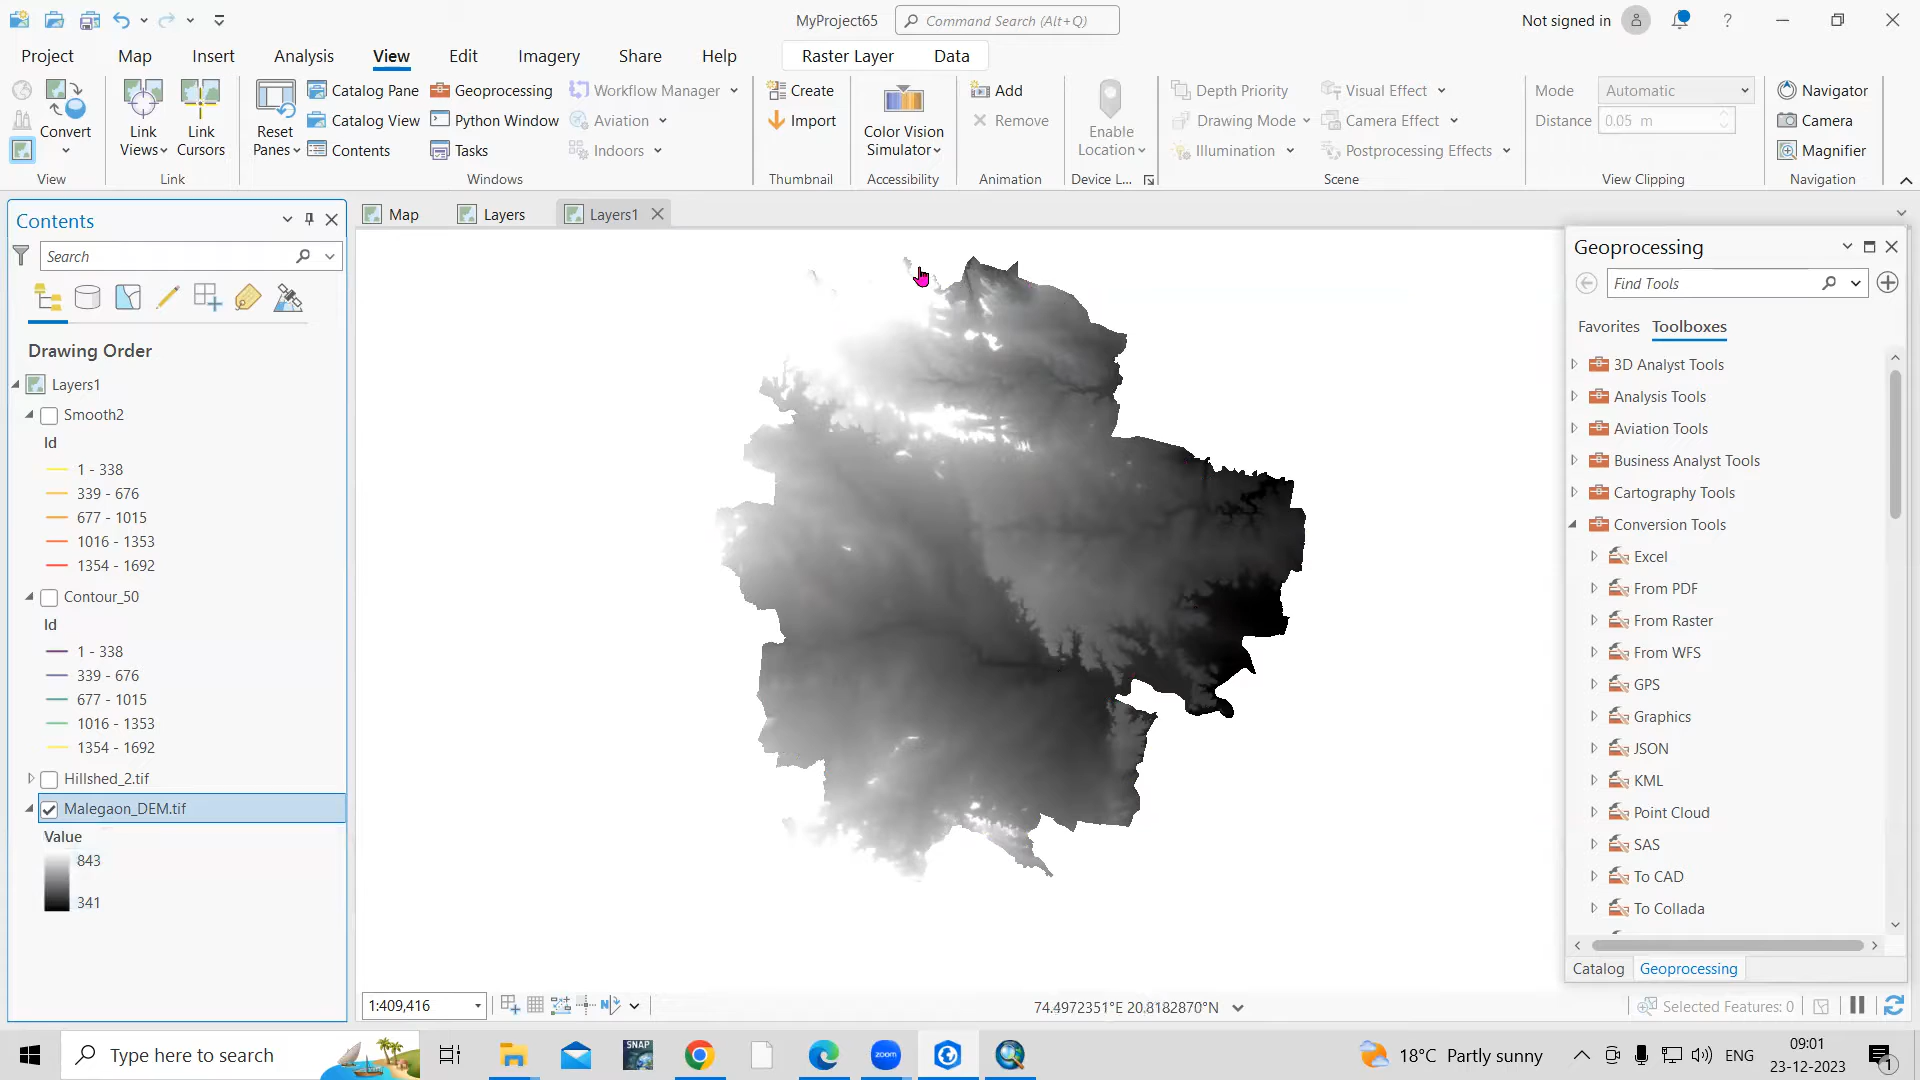 MyProject65
Command Search (Alt+Q)
Not signed in
?
Project
Map
Insert
Analysis
View
Edit
Imagery
Share
Help
Raster Layer
Data
Convert
View
Link
Views
Link
Cursors
Link
Reset
Panes
Catalog Pane
Catalog View
Contents
Geoprocessing
Python Window
Tasks
Workflow Manager
Aviation
Indoors
Windows
Create
Import
Thumbnail
Color Vision
Simulator
Accessibility
Add
Remove
Animation
Enable
Location
Device L...
Depth Priority
Drawing Mode
Illumination
Visual Effect
Camera Effect
Postprocessing Effects
Scene
Mode
Automatic
Distance
0.05 m
View Clipping
Navigator
Camera
Magnifier
Navigation
Contents
Search
Drawing Order
Layers1
Smooth2
Id
1 - 338
339 - 676
677 - 1015
1016 - 1353
1354 - 1692
Contour_50
Id
1 - 338
339 - 676
677 - 1015
1016 - 1353
1354 - 1692
Hillshed_2.tif
Malegaon_DEM.tif
Value
843
341
Map
Layers
Layers1
1:409,416
74.4972351°E 20.8182870°N
Selected Features: 0
Geoprocessing
Find Tools
Favorites
Toolboxes
3D Analyst Tools
Analysis Tools
Aviation Tools
Business Analyst Tools
Cartography Tools
Conversion Tools
Excel
From PDF
From Raster
From WFS
GPS
Graphics
JSON
KML
Point Cloud
SAS
To CAD
To Collada
Catalog
Geoprocessing
Type here to search
SNAP
zoom
18°C Partly sunny
ENG
09:01
23-12-2023
1